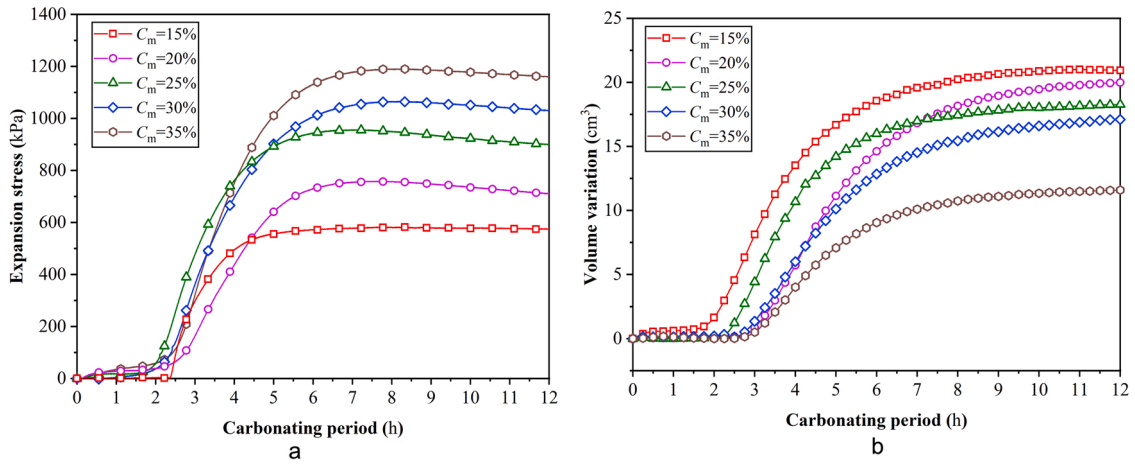 1400
1200
1000
800
600
400
200
0
Expansion stress (kPa)
Cm=15%
Cm=20%
Cm=25%
Cm=30%
Cm=35%
0 1 2 3 4 5 6 7 8 9 10 11 12
Carbonating period (h)
a
25
20
15
10
5
0
Volume variation (cm³)
Cm=15%
Cm=20%
Cm=25%
Cm=30%
Cm=35%
0 1 2 3 4 5 6 7 8 9 10 11 12
Carbonating period (h)
b